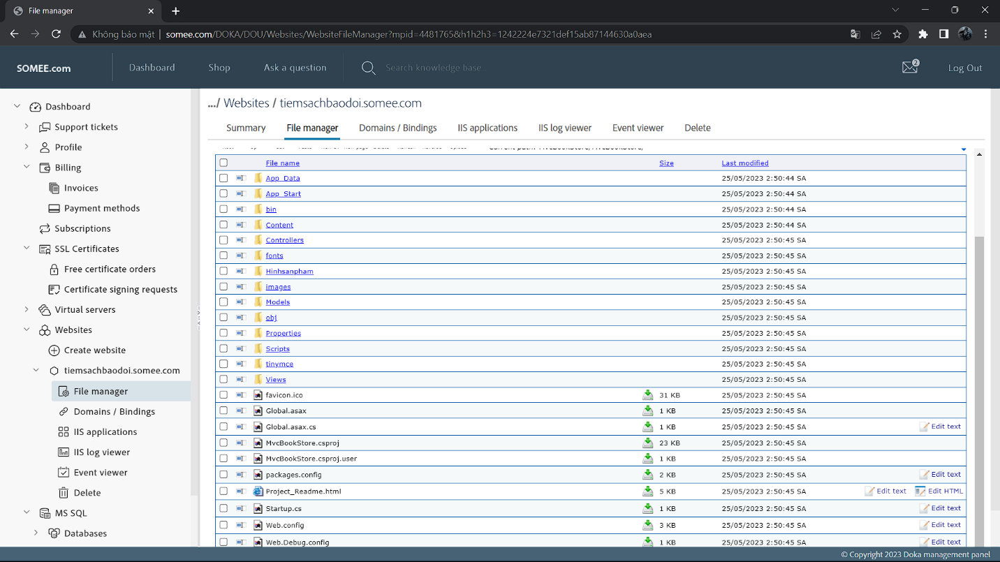 File manager
Không bảo mật somee.com/DOKA/DOU/Websites/WebsiteFileManager?mpid=4481765&h1h2h3=1242224e7321def15ab87144630a0aea
SOMEE.com
Dashboard
Shop
Ask a question
Search knowledge base...
2
Log Out
Dashboard
Support tickets
Profile
Billing
Invoices
Payment methods
Subscriptions
SSL Certificates
Free certificate orders
Certificate signing requests
Virtual servers
Websites
Create website
tiemsachbaodoi.somee.com
File manager
Domains / Bindings
IIS applications
IIS log viewer
Event viewer
Delete
MS SQL
Databases
.../ Websites / tiemsachbaodoi.somee.com
Summary File manager Domains / Bindings IIS applications IIS log viewer Event viewer Delete
File name Size Last modified
App_Data 25/05/2023 2:50:44 SA
App_Start 25/05/2023 2:50:44 SA
bin 25/05/2023 2:50:44 SA
Content 25/05/2023 2:50:44 SA
Controllers 25/05/2023 2:50:45 SA
fonts 25/05/2023 2:50:45 SA
Hinhsanpham 25/05/2023 2:50:45 SA
images 25/05/2023 2:50:45 SA
Models 25/05/2023 2:50:45 SA
obj 25/05/2023 2:50:45 SA
Properties 25/05/2023 2:50:45 SA
Scripts 25/05/2023 2:50:45 SA
tinymce 25/05/2023 2:50:45 SA
Views 25/05/2023 2:50:45 SA
favicon.ico 31 KB 25/05/2023 2:50:45 SA
Global.asax 1 KB 25/05/2023 2:50:45 SA
Global.asax.cs 1 KB 25/05/2023 2:50:45 SA Edit text
MvcBookStore.csproj 23 KB 25/05/2023 2:50:45 SA
MvcBookStore.csproj.user 1 KB 25/05/2023 2:50:45 SA
packages.config 2 KB 25/05/2023 2:50:45 SA Edit text
Project_Readme.html 5 KB 25/05/2023 2:50:45 SA Edit text Edit HTML
Startup.cs 1 KB 25/05/2023 2:50:45 SA Edit text
Web.config 3 KB 25/05/2023 2:50:45 SA Edit text
Web.Debug.config 1 KB 25/05/2023 2:50:45 SA Edit text
© Copyright 2023 Doka management panel